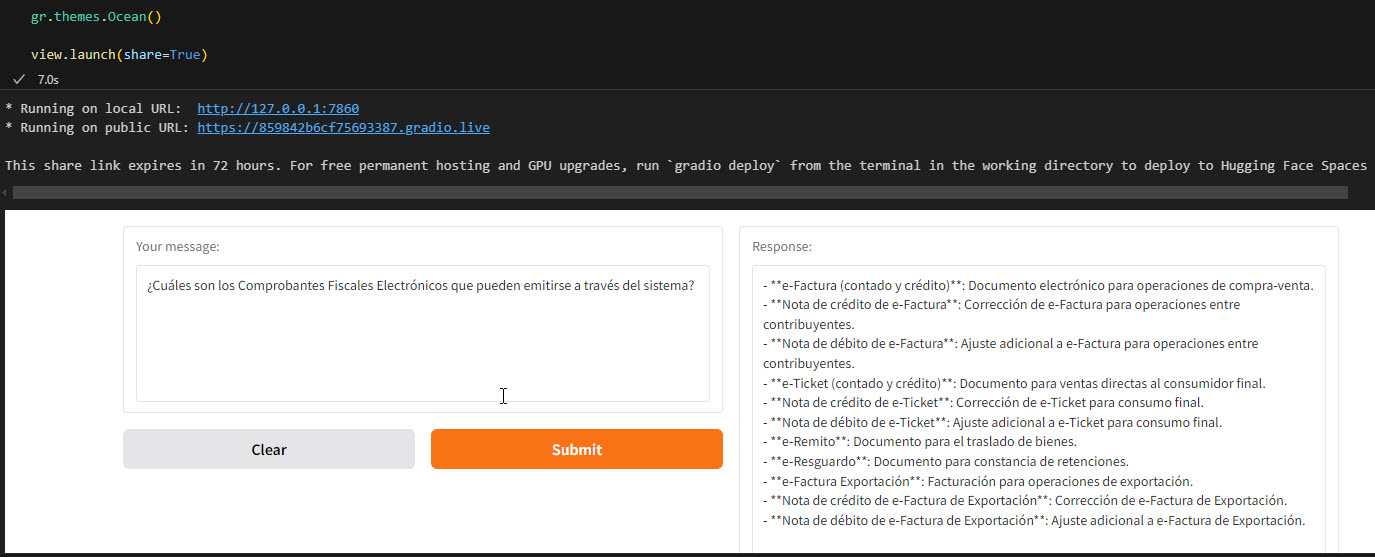 gr.themes.Ocean()
view.launch(share=True)
7.0s
* Running on local URL:  http://127.0.0.1:7860
* Running on public URL: https://859842b6cf75693387.gradio.live
This share link expires in 72 hours. For free permanent hosting and GPU upgrades, run `gradio deploy` from the terminal in the working directory to deploy to Hugging Face Spaces
Your message:
¿Cuáles son los Comprobantes Fiscales Electrónicos que pueden emitirse a través del sistema?
Clear
Submit
Response:
- **e-Factura (contado y crédito)**: Documento electrónico para operaciones de compra-venta.
- **Nota de crédito de e-Factura**: Corrección de e-Factura para operaciones entre
contribuyentes.
- **Nota de débito de e-Factura**: Ajuste adicional a e-Factura para operaciones entre
contribuyentes.
- **e-Ticket (contado y crédito)**: Documento para ventas directas al consumidor final.
- **Nota de crédito de e-Ticket**: Corrección de e-Ticket para consumo final.
- **Nota de débito de e-Ticket**: Ajuste adicional a e-Ticket para consumo final.
- **e-Remito**: Documento para el traslado de bienes.
- **e-Resguardo**: Documento para constancia de retenciones.
- **e-Factura Exportación**: Facturación para operaciones de exportación.
- **Nota de crédito de e-Factura de Exportación**: Corrección de e-Factura de Exportación.
- **Nota de débito de e-Factura de Exportación**: Ajuste adicional a e-Factura de Exportación.